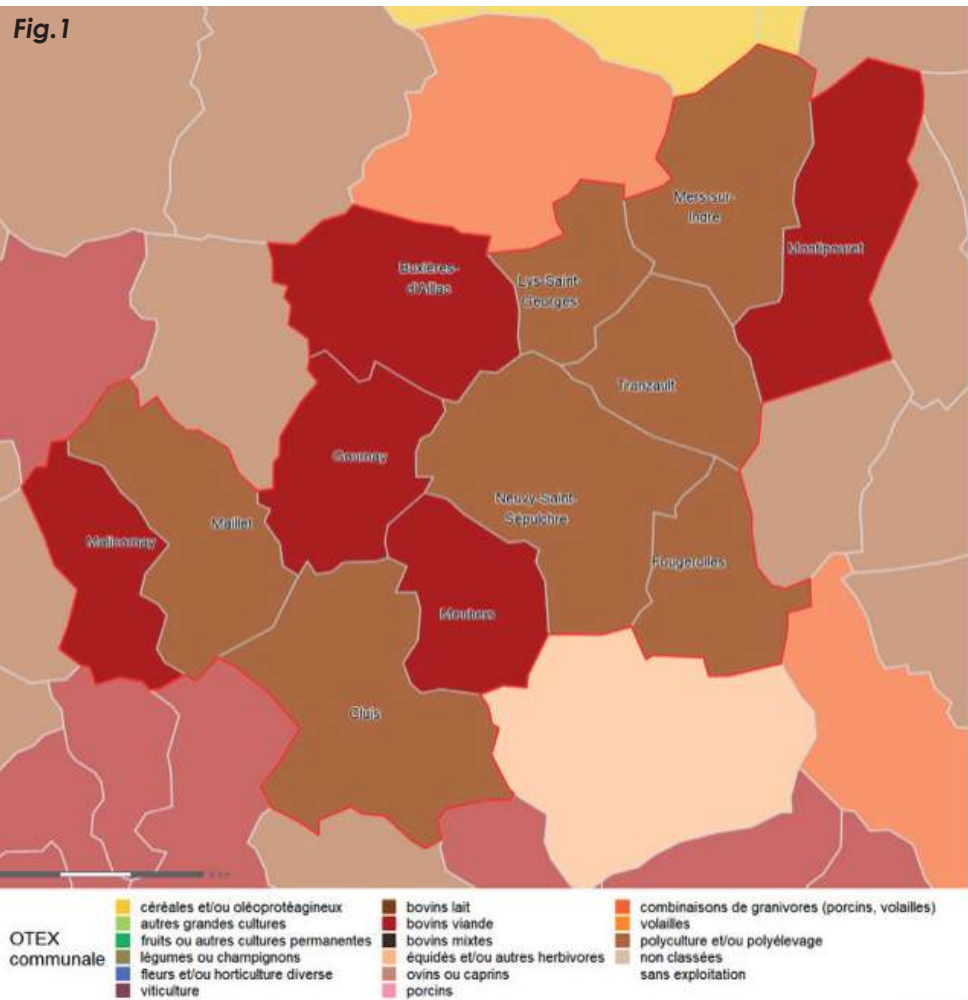 Fig.1
Mers-sur-
Indre
Montipouret
Buxières-
d'Aillac
Lys-Saint-
Georges
Tranzault
Gournay
Neuvy-Saint-
Sépulchre
Maillet
Malicornay
Fougerolles
Mouhers
Cluis
OTEX
communale
céréales et/ou oléoprotéagineux
autres grandes cultures
fruits ou autres cultures permanentes
légumes ou champignons
fleurs et/ou horticulture diverse
viticulture
bovins lait
bovins viande
bovins mixtes
équidés et/ou autres herbivores
ovins ou caprins
porcins
combinaisons de granivores (porcins, volailles)
volailles
polyculture et/ou polyélevage
non classées
sans exploitation